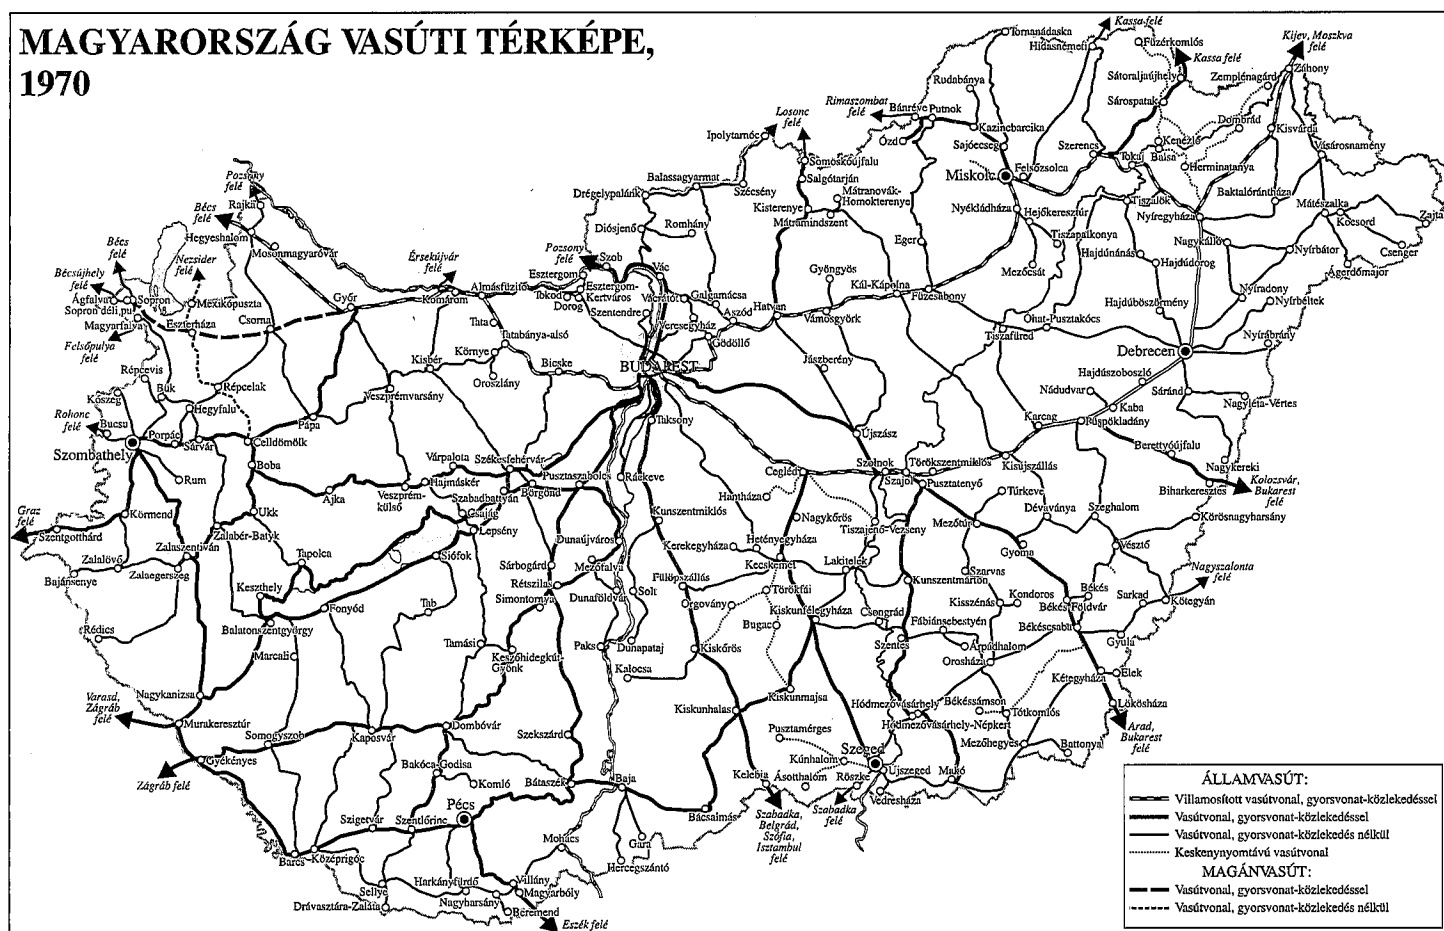 MAGYARORSZÁG VASÚTI TÉRKÉPE,
1970
Kassa felé
Tornanádaska
Hidasnémeti
Füzérkomlós
Kassa felé
Kijev, Moszkva
felé
Záhony
Zemplénagárd
Sátoraljaújhely
Rudabánya
Sárospatak
Rimaszombat
felé
Bánréve
Putnok
Kazincbarcika
Ózd
Sajóecseg
Szerencs
Tokaj
Kenézlő
Balsa
Dombrád
Kisvárda
Vásárosnamény
Herminatanya
Baktalórántháza
Losonc
felé
Ipolytarnóc
Somoskőújfalu
Salgótarján
Mátranovák-
Homokterenye
Kisterenye
Mátramindszent
Balassagyarmat
Szécsény
Drégelypalánk
Diósjenő
Romhány
Miskolc
Felsőzsolca
Nyékládháza
Hejőkeresztúr
Tiszapalkonya
Mezőcsát
Eger
Tiszalök
Nyíregyháza
Mátészalka
Kocsord
Zajta
Csenger
Ágerdőmajor
Nagykálló
Nyírbátor
Hajdúnánás
Hajdúdorog
Hajdúböszörmény
Nyíradony
Nyírbéltek
Nyírábrány
Pozsony
felé
Rajka
Bécs
felé
Hegyeshalom
Mosonmagyaróvár
Bécs
felé
Nezsider
felé
Bécsújhely
felé
Ágfalva
Sopron
Sopron déli pu.
Magyarfalva
Mexikópuszta
Eszterháza
Csorna
Győr
Felsőpulya
felé
Érsekújvár
felé
Komárom
Almásfüzitő
Pozsony
felé
Szob
Esztergom
Esztergom-
Kertváros
Tokod
Dorog
Szentendre
Vác
Vácrátót
Galgamácsa
Aszód
Veresegyház
Gödöllő
Hatvan
Gyöngyös
Vámosgyörk
Kál-Kápolna
Füzesabony
Ohat-Pusztakócs
Tiszafüred
Debrecen
Jászberény
Tata
Tatabánya-alsó
Környe
Oroszlány
Bicske
Kisbér
Veszprémvarsány
BUDAPEST
Répcevis
Bük
Répcelak
Hegyfalu
Kőszeg
Rohonc
felé
Bucsu
Porpác
Szombathely
Sárvár
Celldömölk
Pápa
Boba
Rum
Ajka
Ukk
Várpalota
Hajmáskér
Veszprém-
külső
Székesfehérvár
Szabadbattyán
Csajág
Lepsény
Börgönd
Pusztaszabolcs
Ráckeve
Taksony
Cegléd
Hantháza
Újszász
Szolnok
Szajol
Törökszentmiklós
Pusztatenyő
Kisújszállás
Karcag
Püspökladány
Kaba
Nádudvar
Hajdúszoboszló
Sáránd
Nagyléta-Vértes
Berettyóújfalu
Nagykereki
Biharkeresztes
Kolozsvár,
Bukarest
felé
Körösnagyharsány
Graz
felé
Szentgotthárd
Körmend
Zalalövő
Zalaszentiván
Zalabér-Batyk
Zalaegerszeg
Bajánsenye
Rédics
Tapolca
Keszthely
Balatonszentgyörgy
Fonyód
Siófok
Tab
Marcali
Tamási
Keszőhidegkút-
Gyönk
Sárbogárd
Rétszilas
Simontornya
Dunaújváros
Mezőfalva
Dunaföldvár
Solt
Paks
Dunapataj
Kalocsa
Kunszentmiklós
Kerekegyháza
Fülöpszállás
Orgovány
Kiskőrös
Nagykőrös
Hetényegyháza
Kecskemét
Törökfái
Bugac
Kiskunfélegyháza
Tiszajenő-Vezseny
Lakitelek
Csongrád
Szentes
Kunszentmárton
Mezőtúr
Túrkeve
Dévaványa
Gyoma
Szarvas
Szeghalom
Vésztő
Kondoros
Kisszénás
Fábiánsebestyén
Árpádhalom
Orosháza
Békés
Békés-Földvár
Békéscsaba
Sarkad
Nagyszalonta
felé
Kötegyán
Gyula
Elek
Kétegyháza
Lőkösháza
Arad,
Bukarest
felé
Nagykanizsa
Varasd,
Zágráb
felé
Murakeresztúr
Somogyszob
Gyékényes
Zágráb felé
Kaposvár
Dombóvár
Bakóca-Godisa
Komló
Szekszárd
Bátaszék
Baja
Pécs
Szigetvár
Szentlőrinc
Barcs
Középrigóc
Sellye
Drávasztára-Zaláta
Harkányfürdő
Nagyharsány
Villány
Magyarbóly
Beremend
Eszék felé
Mohács
Gara
Hercegszántó
Kiskunhalas
Kiskunmajsa
Bácsalmás
Kelebia
Szabadka,
Belgrád,
Szófia,
Isztambul
felé
Pusztamérges
Kúnhalom
Ásotthalom
Röszke
Szabadka
felé
Szeged
Újszeged
Vedresháza
Makó
Hódmezővásárhely
Hódmezővásárhely-Népkert
Békéssámson
Tótkomlós
Mezőhegyes
Battonya
ÁLLAMVASÚT:
Villamosított vasútvonal, gyorsvonat-közlekedéssel
Vasútvonal, gyorsvonat-közlekedéssel
Vasútvonal, gyorsvonat-közlekedés nélkül
Keskenynyomtávú vasútvonal
MAGÁNVASÚT:
Vasútvonal, gyorsvonat-közlekedéssel
Vasútvonal, gyorsvonat-közlekedés nélkül